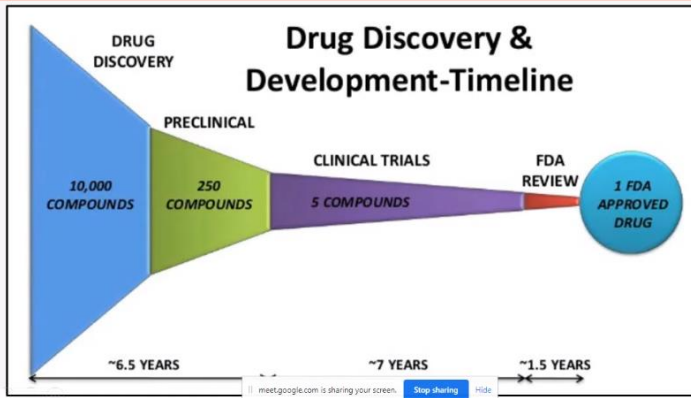 Drug Discovery &
Development-Timeline
DRUG
DISCOVERY
PRECLINICAL
CLINICAL TRIALS
FDA
REVIEW
10,000
COMPOUNDS
250
COMPOUNDS
5 COMPOUNDS
1 FDA
APPROVED
DRUG
~6.5 YEARS
~7 YEARS
~1.5 YEARS
meet.google.com is sharing your screen. Stop sharing Hide